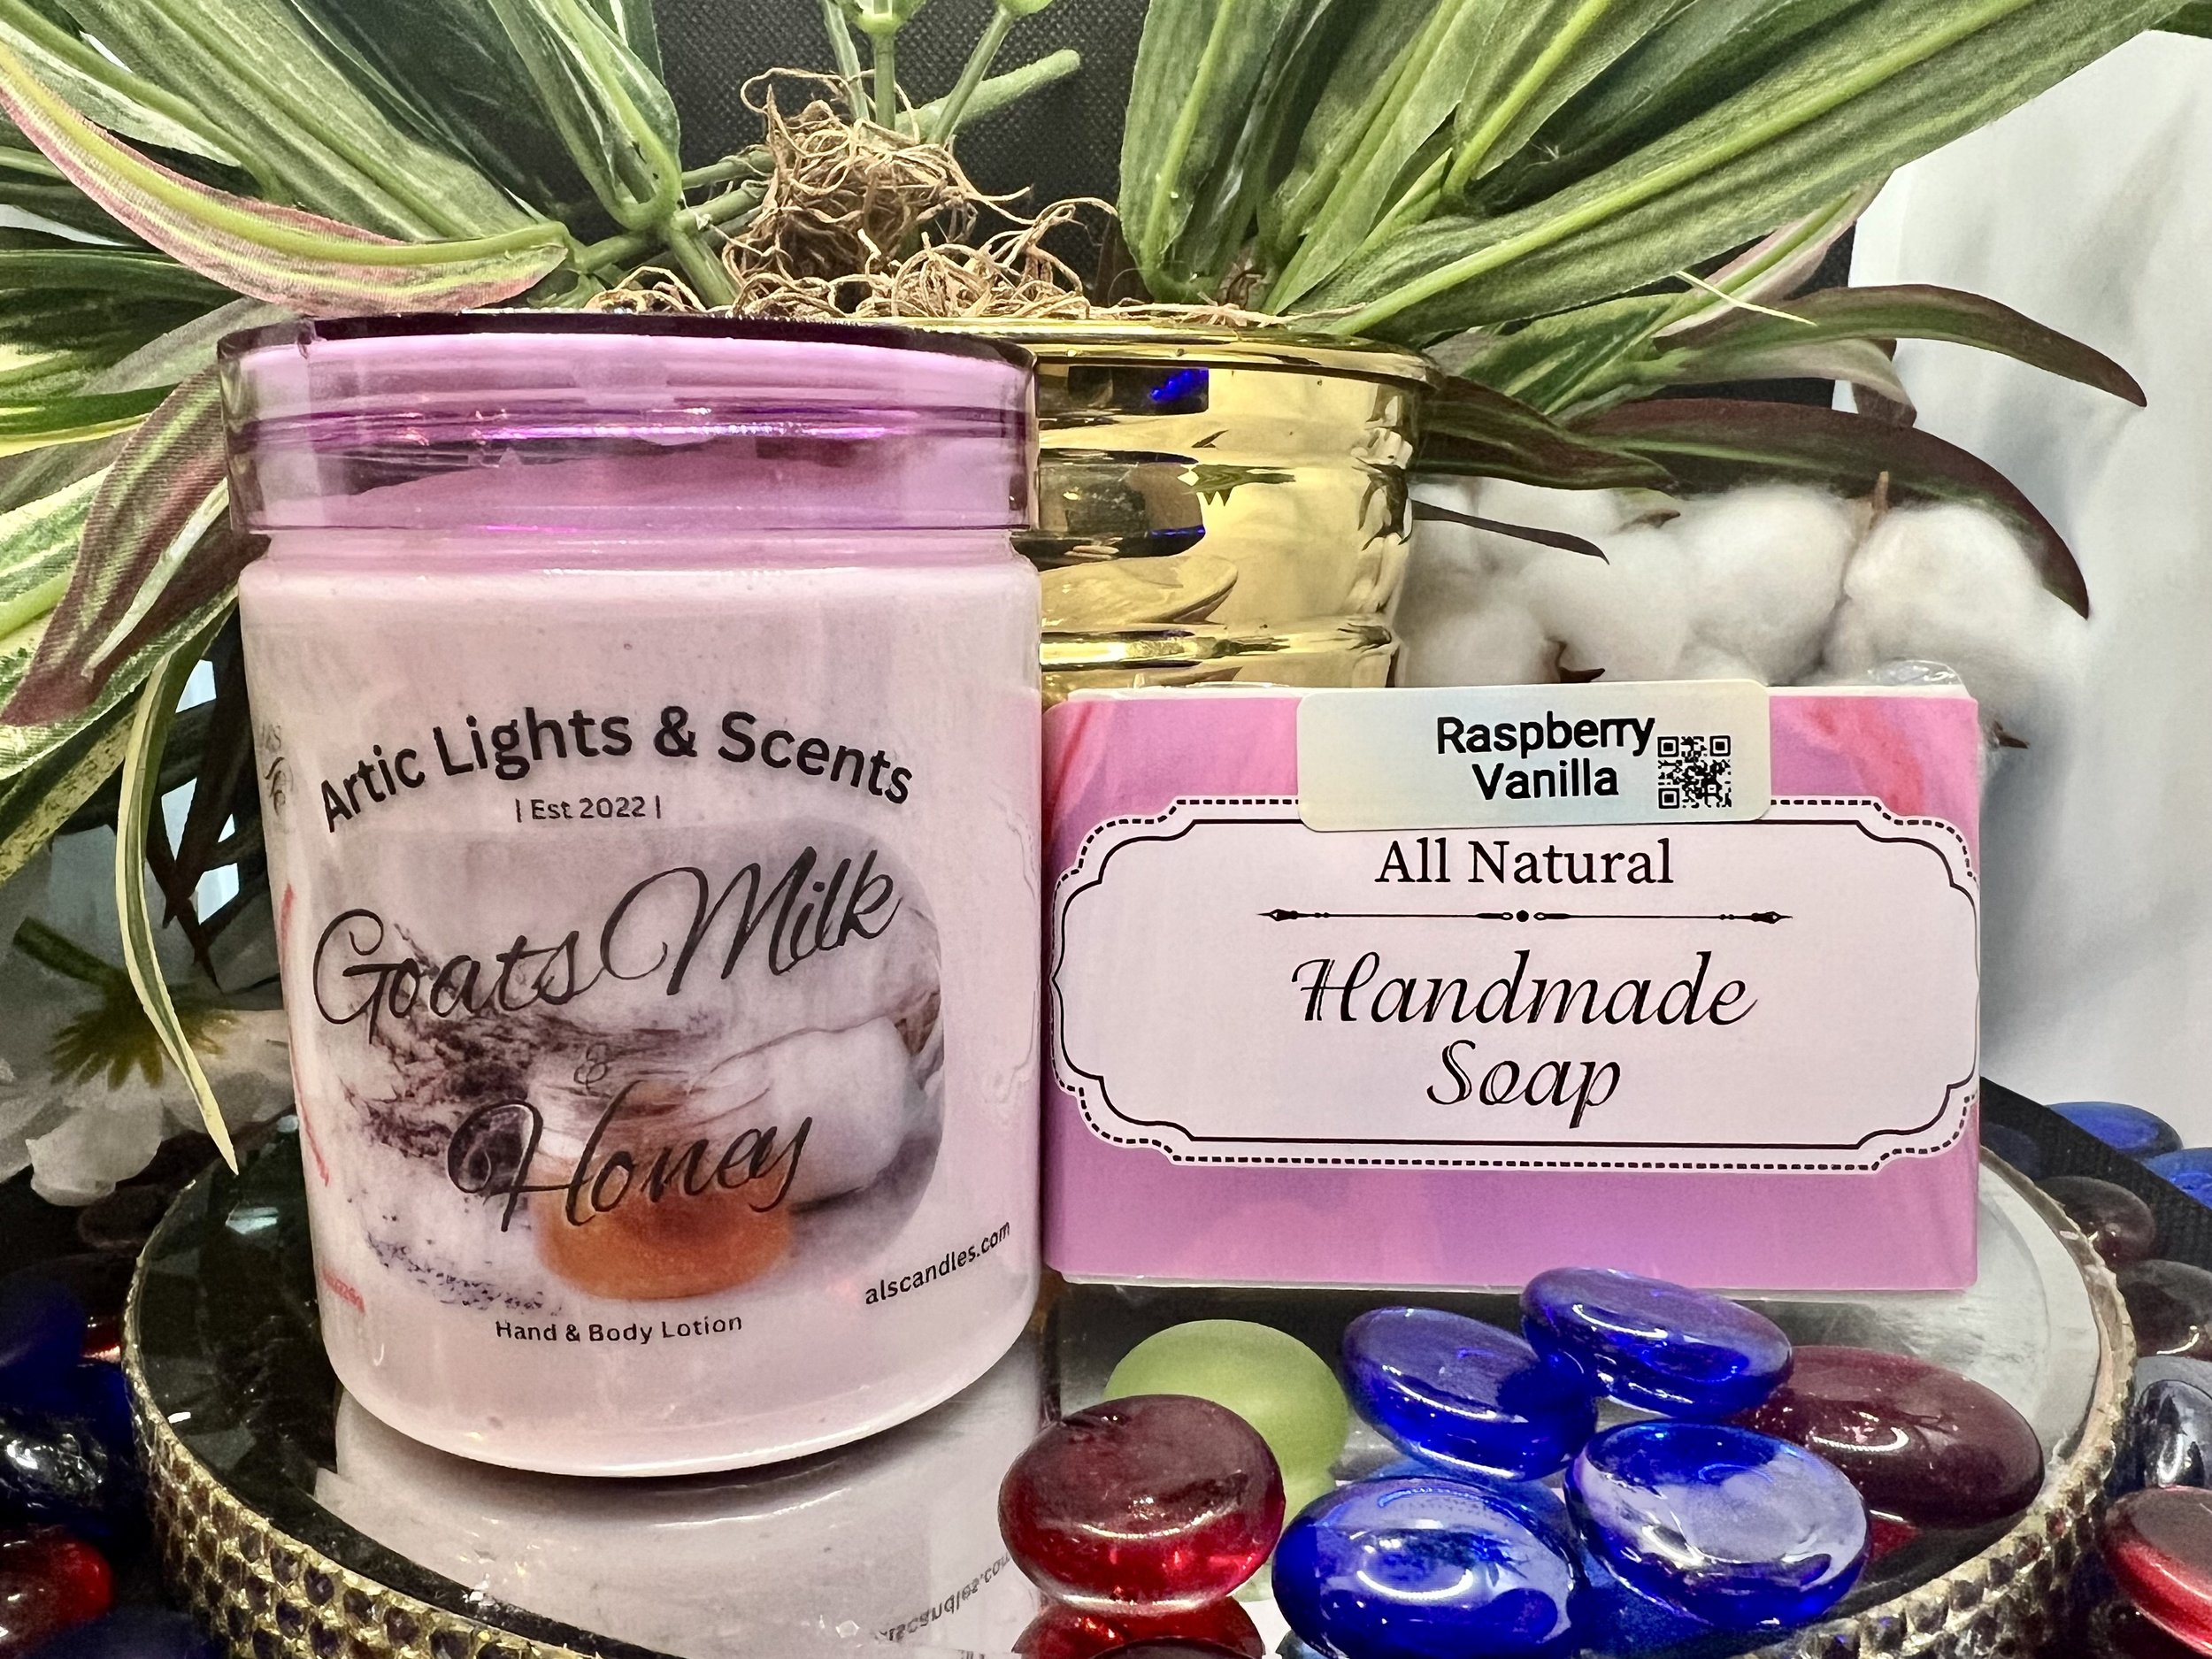 Artic Lights & Scents
| Est 2022 |
Goats Milk
&
Honey
alscandles.com
Hand & Body Lotion
Raspberry
Vanilla
All Natural
Handmade
Soap